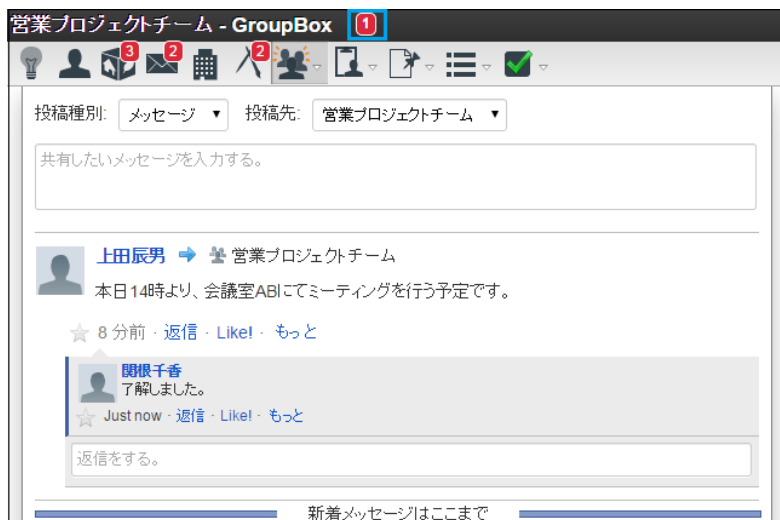 営業プロジェクトチーム - GroupBox 1
3 2 2
投稿種別: メッセージ 投稿先: 営業プロジェクトチーム
共有したいメッセージを入力する。
上田辰男 営業プロジェクトチーム
本日14時より、会議室ABにてミーティングを行う予定です。
8 分前 · 返信 · Like! · もっと
関根千香
了解しました。
Just now · 返信 · Like! · もっと
返信をする。
新着メッセージはここまで